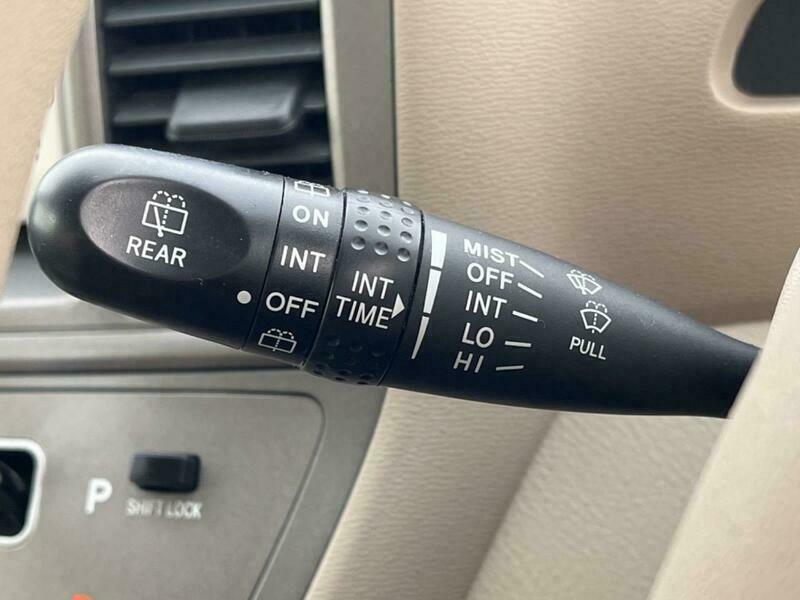 REAR
ON
INT
OFF
INT
TIME
MIST
OFF
INT
LO
HI
PULL
P
SHIFT LOCK